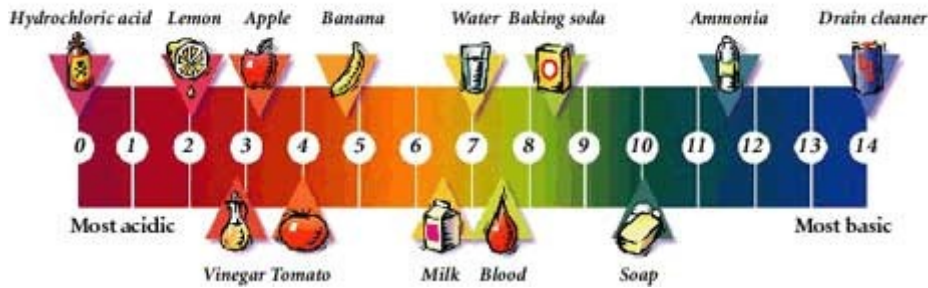 Hydrochloric acid Lemon Apple Banana Water Baking soda Ammonia Drain cleaner
0 1 2 3 4 5 6 7 8 9 10 11 12 13 14
Most acidic Most basic
Vinegar Tomato Milk Blood Soap